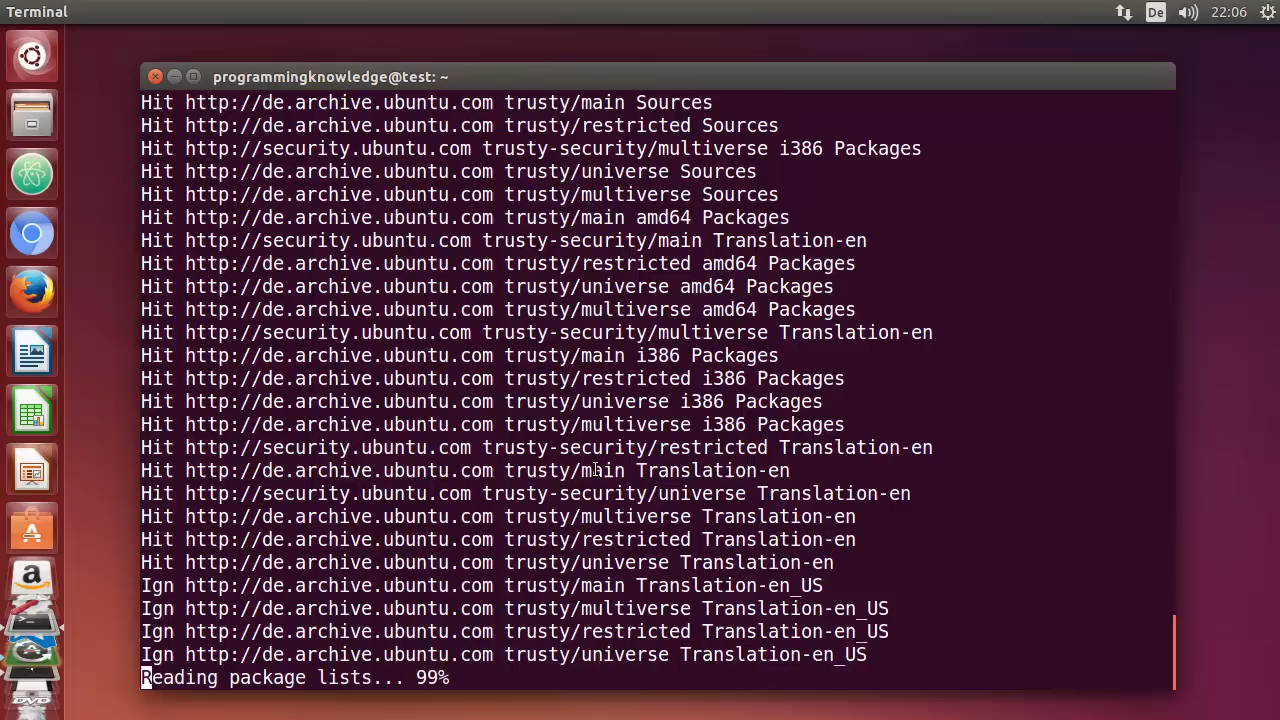 Terminal
De
22:06
programmingknowledge@test: ~
Hit http://de.archive.ubuntu.com trusty/main Sources
Hit http://de.archive.ubuntu.com trusty/restricted Sources
Hit http://security.ubuntu.com trusty-security/multiverse i386 Packages
Hit http://de.archive.ubuntu.com trusty/universe Sources
Hit http://de.archive.ubuntu.com trusty/multiverse Sources
Hit http://de.archive.ubuntu.com trusty/main amd64 Packages
Hit http://security.ubuntu.com trusty-security/main Translation-en
Hit http://de.archive.ubuntu.com trusty/restricted amd64 Packages
Hit http://de.archive.ubuntu.com trusty/universe amd64 Packages
Hit http://de.archive.ubuntu.com trusty/multiverse amd64 Packages
Hit http://security.ubuntu.com trusty-security/multiverse Translation-en
Hit http://de.archive.ubuntu.com trusty/main i386 Packages
Hit http://de.archive.ubuntu.com trusty/restricted i386 Packages
Hit http://de.archive.ubuntu.com trusty/universe i386 Packages
Hit http://de.archive.ubuntu.com trusty/multiverse i386 Packages
Hit http://security.ubuntu.com trusty-security/restricted Translation-en
Hit http://de.archive.ubuntu.com trusty/main Translation-en
Hit http://security.ubuntu.com trusty-security/universe Translation-en
Hit http://de.archive.ubuntu.com trusty/multiverse Translation-en
Hit http://de.archive.ubuntu.com trusty/restricted Translation-en
Hit http://de.archive.ubuntu.com trusty/universe Translation-en
Ign http://de.archive.ubuntu.com trusty/main Translation-en_US
Ign http://de.archive.ubuntu.com trusty/multiverse Translation-en_US
Ign http://de.archive.ubuntu.com trusty/restricted Translation-en_US
Ign http://de.archive.ubuntu.com trusty/universe Translation-en_US
Reading package lists... 99%
a
DVD